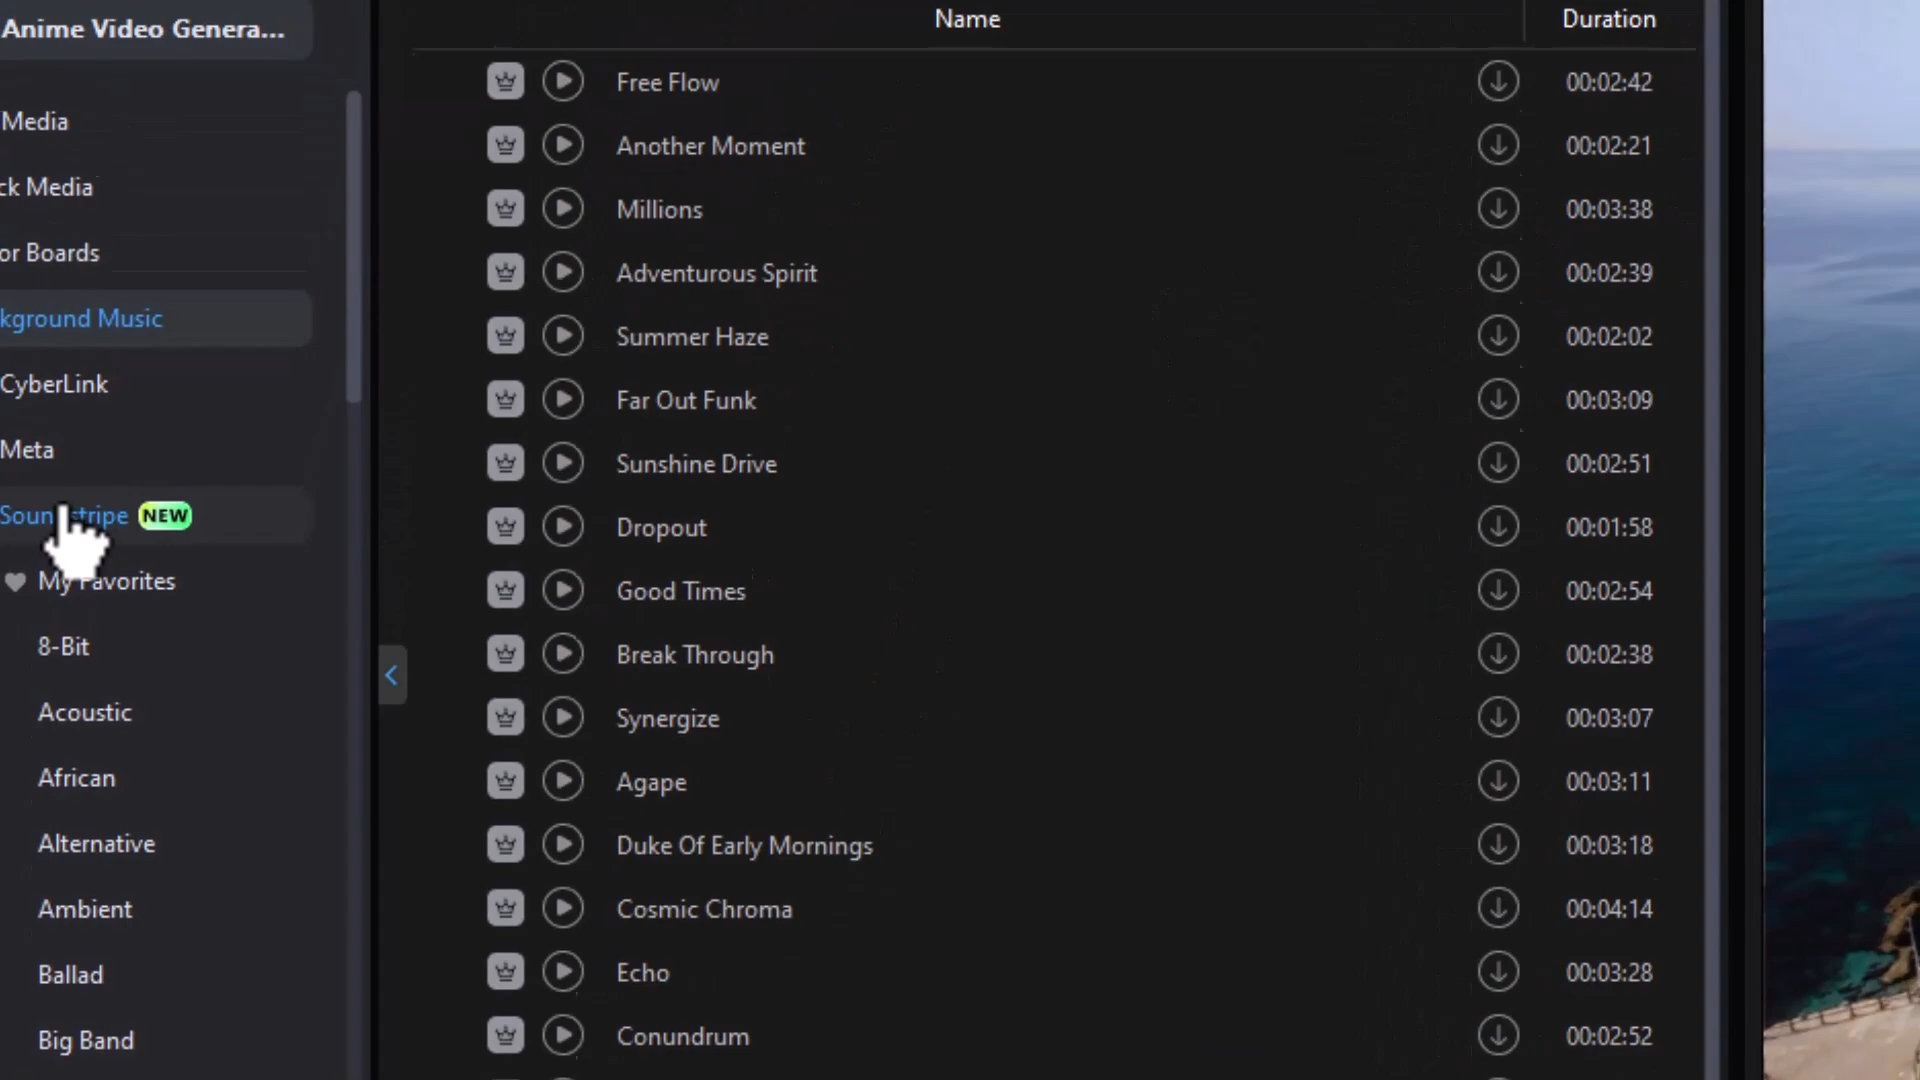 Anime Video Genera...
Media
ck Media
or Boards
kground Music
CyberLink
Meta
Soundstripe NEW
My Favorites
8-Bit
Acoustic
African
Alternative
Ambient
Ballad
Big Band
Name Duration
Free Flow 00:02:42
Another Moment 00:02:21
Millions 00:03:38
Adventurous Spirit 00:02:39
Summer Haze 00:02:02
Far Out Funk 00:03:09
Sunshine Drive 00:02:51
Dropout 00:01:58
Good Times 00:02:54
Break Through 00:02:38
Synergize 00:03:07
Agape 00:03:11
Duke Of Early Mornings 00:03:18
Cosmic Chroma 00:04:14
Echo 00:03:28
Conundrum 00:02:52